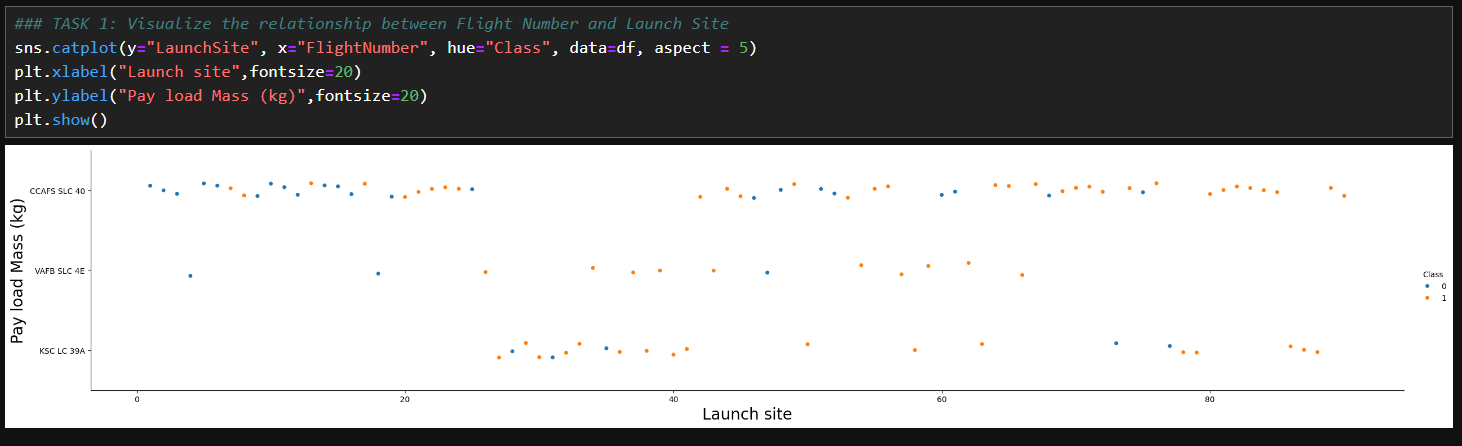 ### TASK 1: Visualize the relationship between Flight Number and Launch Site
sns.catplot(y="LaunchSite", x="FlightNumber", hue="Class", data=df, aspect = 5)
plt.xlabel("Launch site",fontsize=20)
plt.ylabel("Pay load Mass (kg)",fontsize=20)
plt.show()
Pay load Mass (kg)
CCAFS SLC 40
VAFB SLC 4E
KSC LC 39A
0 20 40 60 80
Launch site
Class
0
1